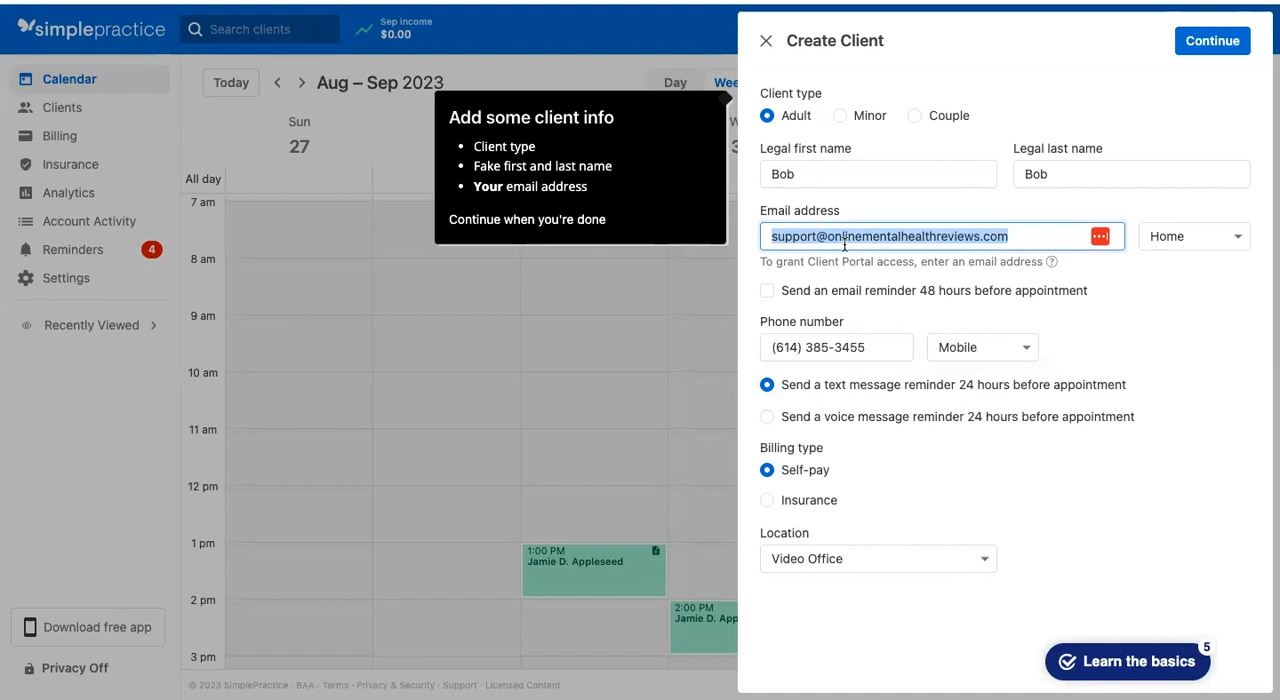 simplepractice
Search clients
Sep income
$0.00
Calendar
Clients
Billing
Insurance
Analytics
Account Activity
Reminders
4
Settings
Recently Viewed
Download free app
Privacy Off
Today
Aug – Sep 2023
Day
Wee
Sun
27
W
3
All day
7 am
8 am
9 am
10 am
11 am
12 pm
1 pm
2 pm
3 pm
1:00 PM
Jamie D. Appleseed
2:00 PM
Jamie D. App
Add some client info
• Client type
• Fake first and last name
• Your email address
Continue when you're done
Create Client
Continue
Client type
Adult
Minor
Couple
Legal first name
Legal last name
Bob
Bob
Email address
support@onlinementalhealthreviews.com
Home
To grant Client Portal access, enter an email address ?
Send an email reminder 48 hours before appointment
Phone number
(614) 385-3455
Mobile
Send a text message reminder 24 hours before appointment
Send a voice message reminder 24 hours before appointment
Billing type
Self-pay
Insurance
Location
Video Office
Learn the basics
5
© 2023 SimplePractice · BAA · Terms · Privacy & Security · Support · Licensed Content